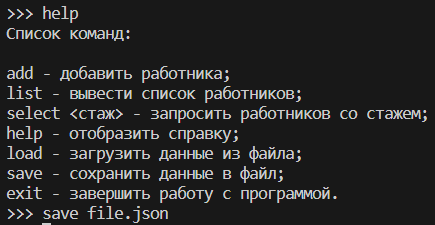 >>> help
Список команд:
add - добавить работника;
list - вывести список работников;
select <стаж> - запросить работников со стажем;
help - отобразить справку;
load - загрузить данные из файла;
save - сохранить данные в файл;
exit - завершить работу с программой.
>>> save file.json